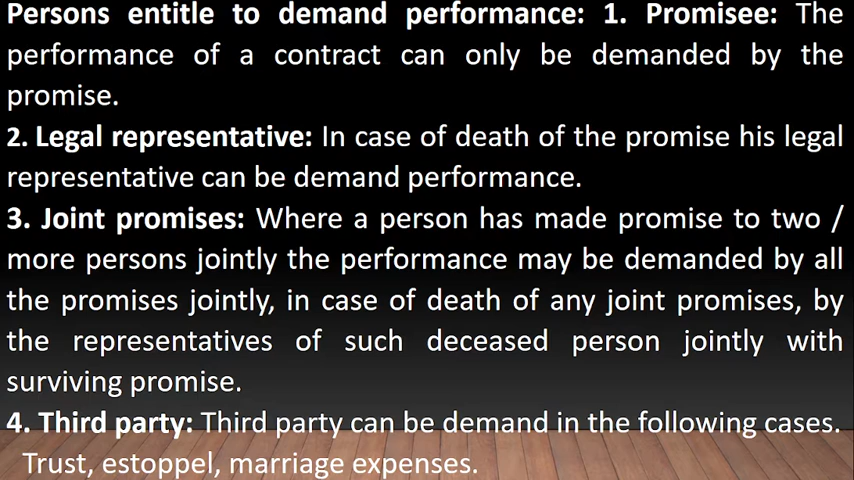 Persons entitle to demand performance: 1. Promisee: The
performance of a contract can only be demanded by the
promise.
2. Legal representative: In case of death of the promise his legal
representative can be demand performance.
3. Joint promises: Where a person has made promise to two /
more persons jointly the performance may be demanded by all
the promises jointly, in case of death of any joint promises, by
the representatives of such deceased person jointly with
surviving promise.
4. Third party: Third party can be demand in the following cases.
Trust, estoppel, marriage expenses.